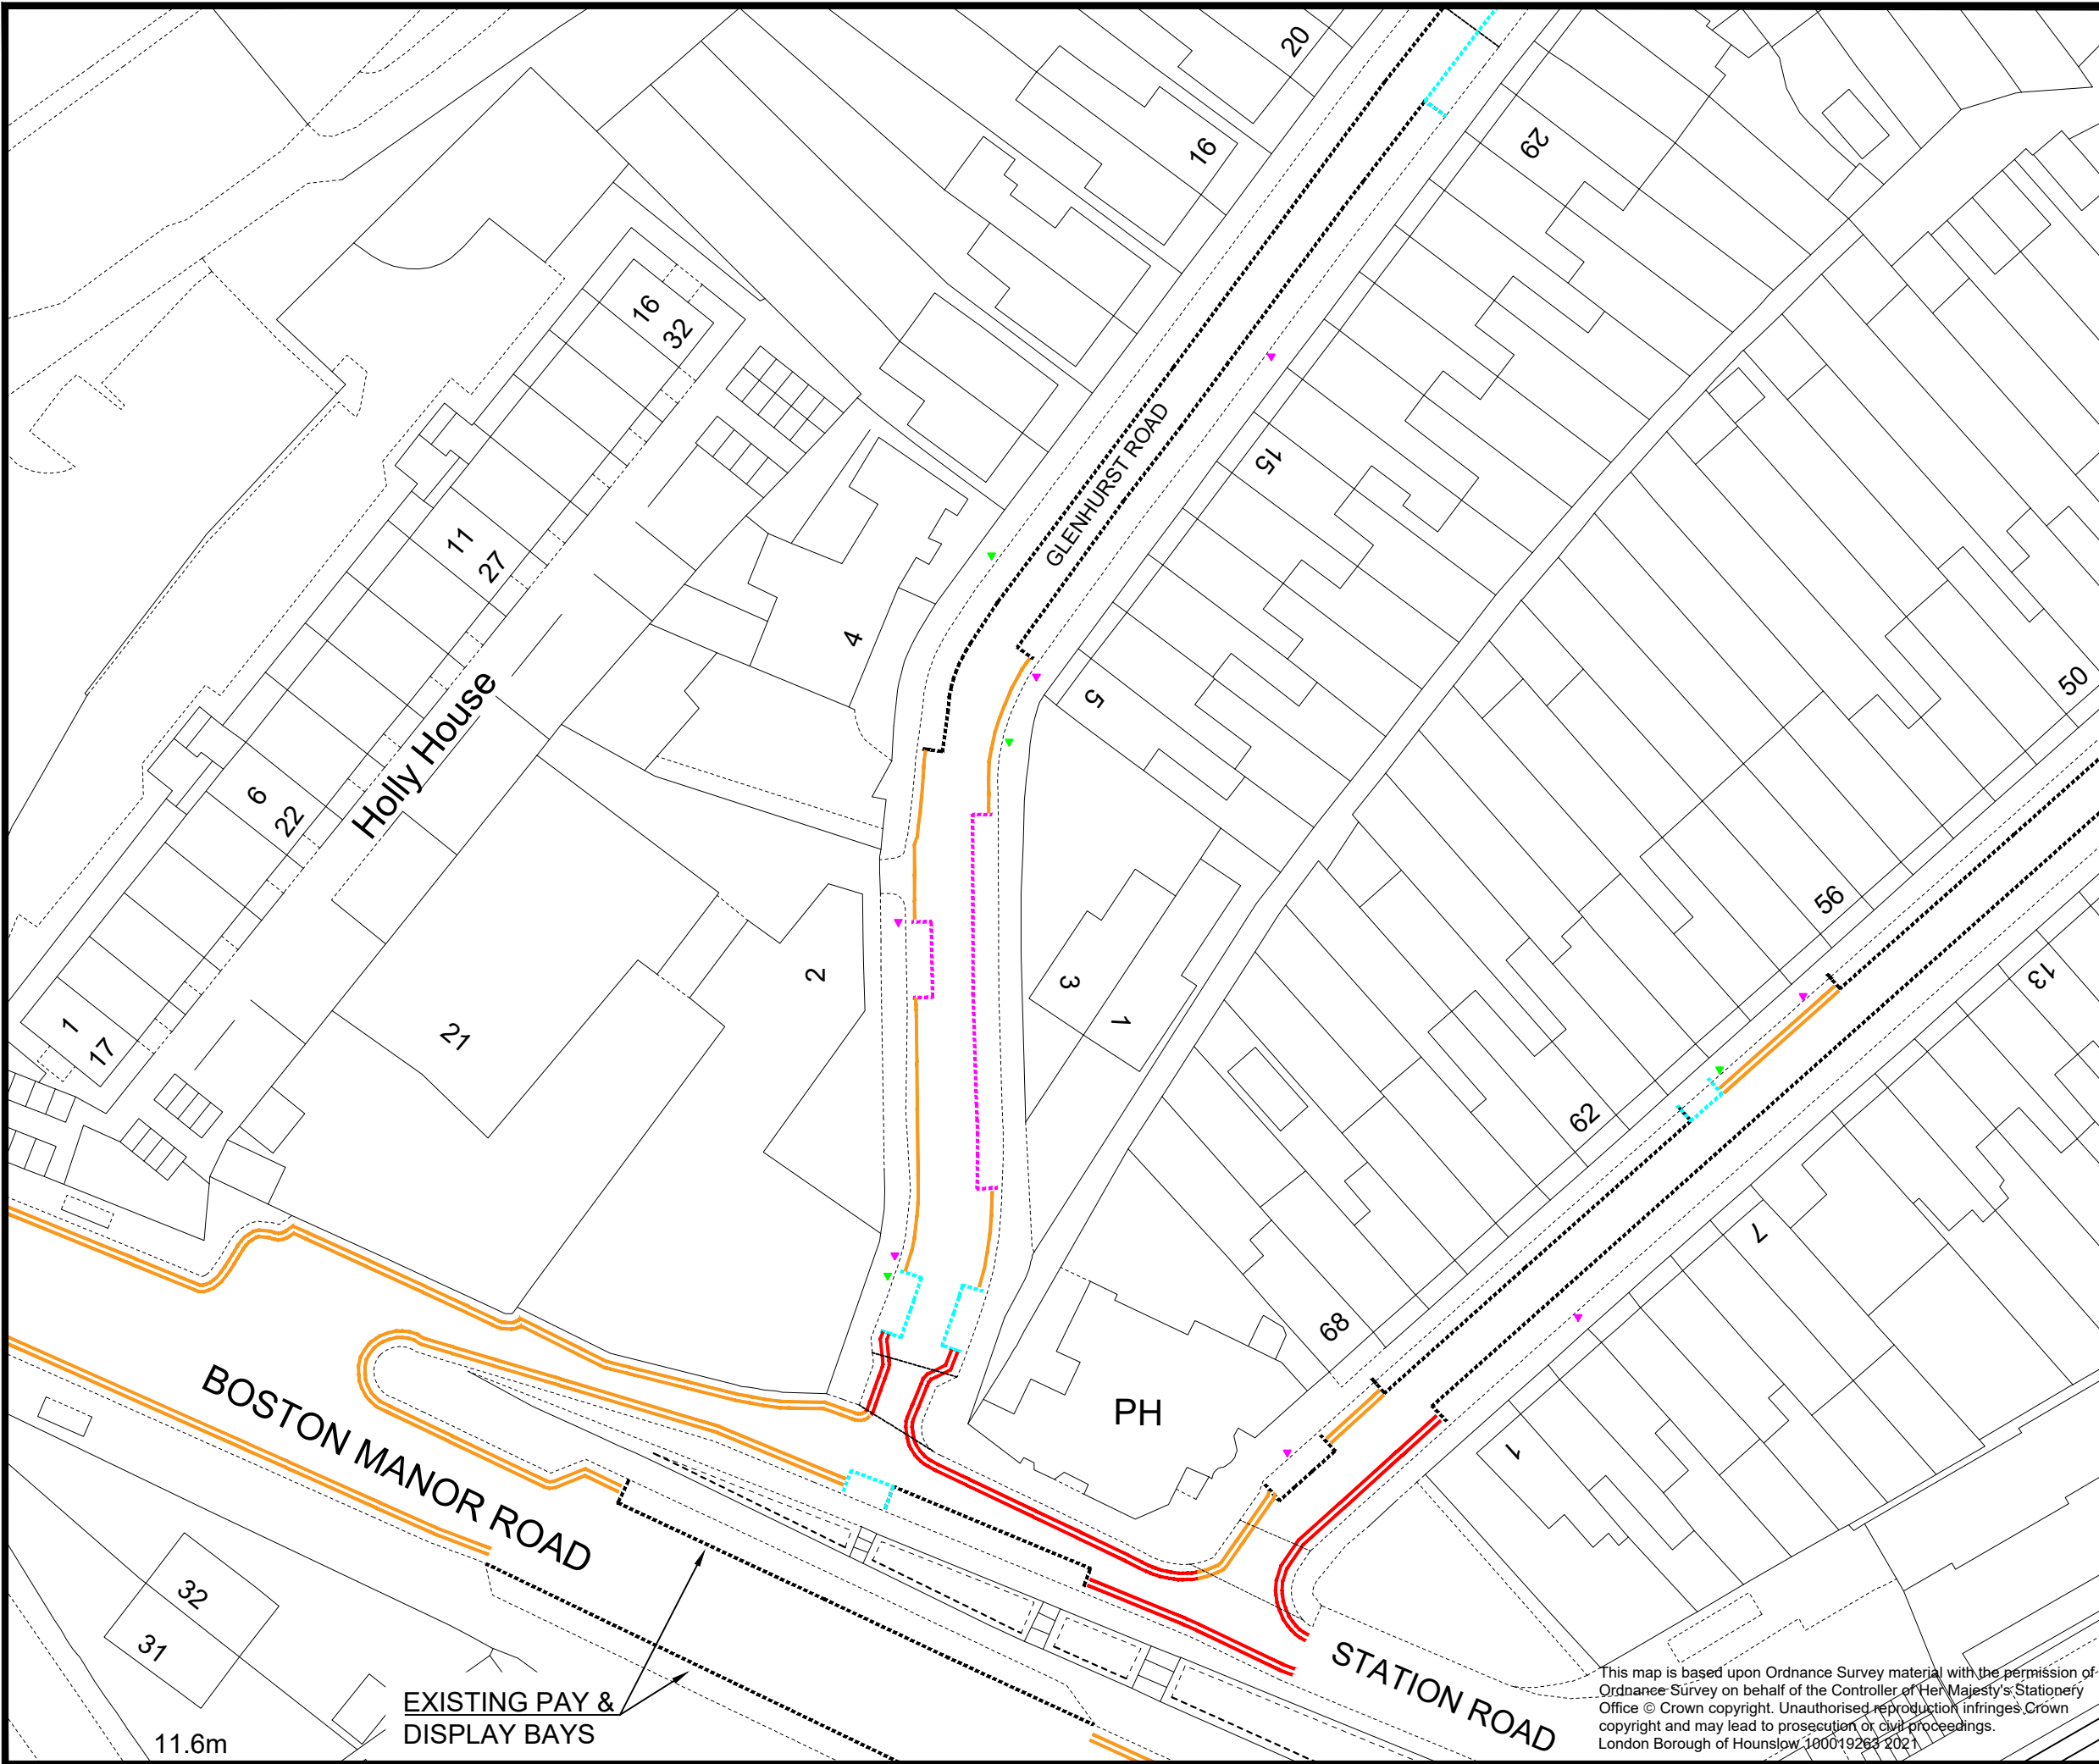 20
16
29
16
32
GLENHURST ROAD
15
11
27
4
Holly House
5
50
6
22
56
2
3
13
1
1
17
21
62
7
68
PH
1
BOSTON MANOR ROAD
32
31
STATION ROAD
EXISTING PAY &
DISPLAY BAYS
11.6m
This map is based upon Ordnance Survey material with the permission of
Ordnance Survey on behalf of the Controller of Her Majesty's Stationery
Office © Crown copyright. Unauthorised reproduction infringes Crown
copyright and may lead to prosecution or civil proceedings.
London Borough of Hounslow 100019263 2021